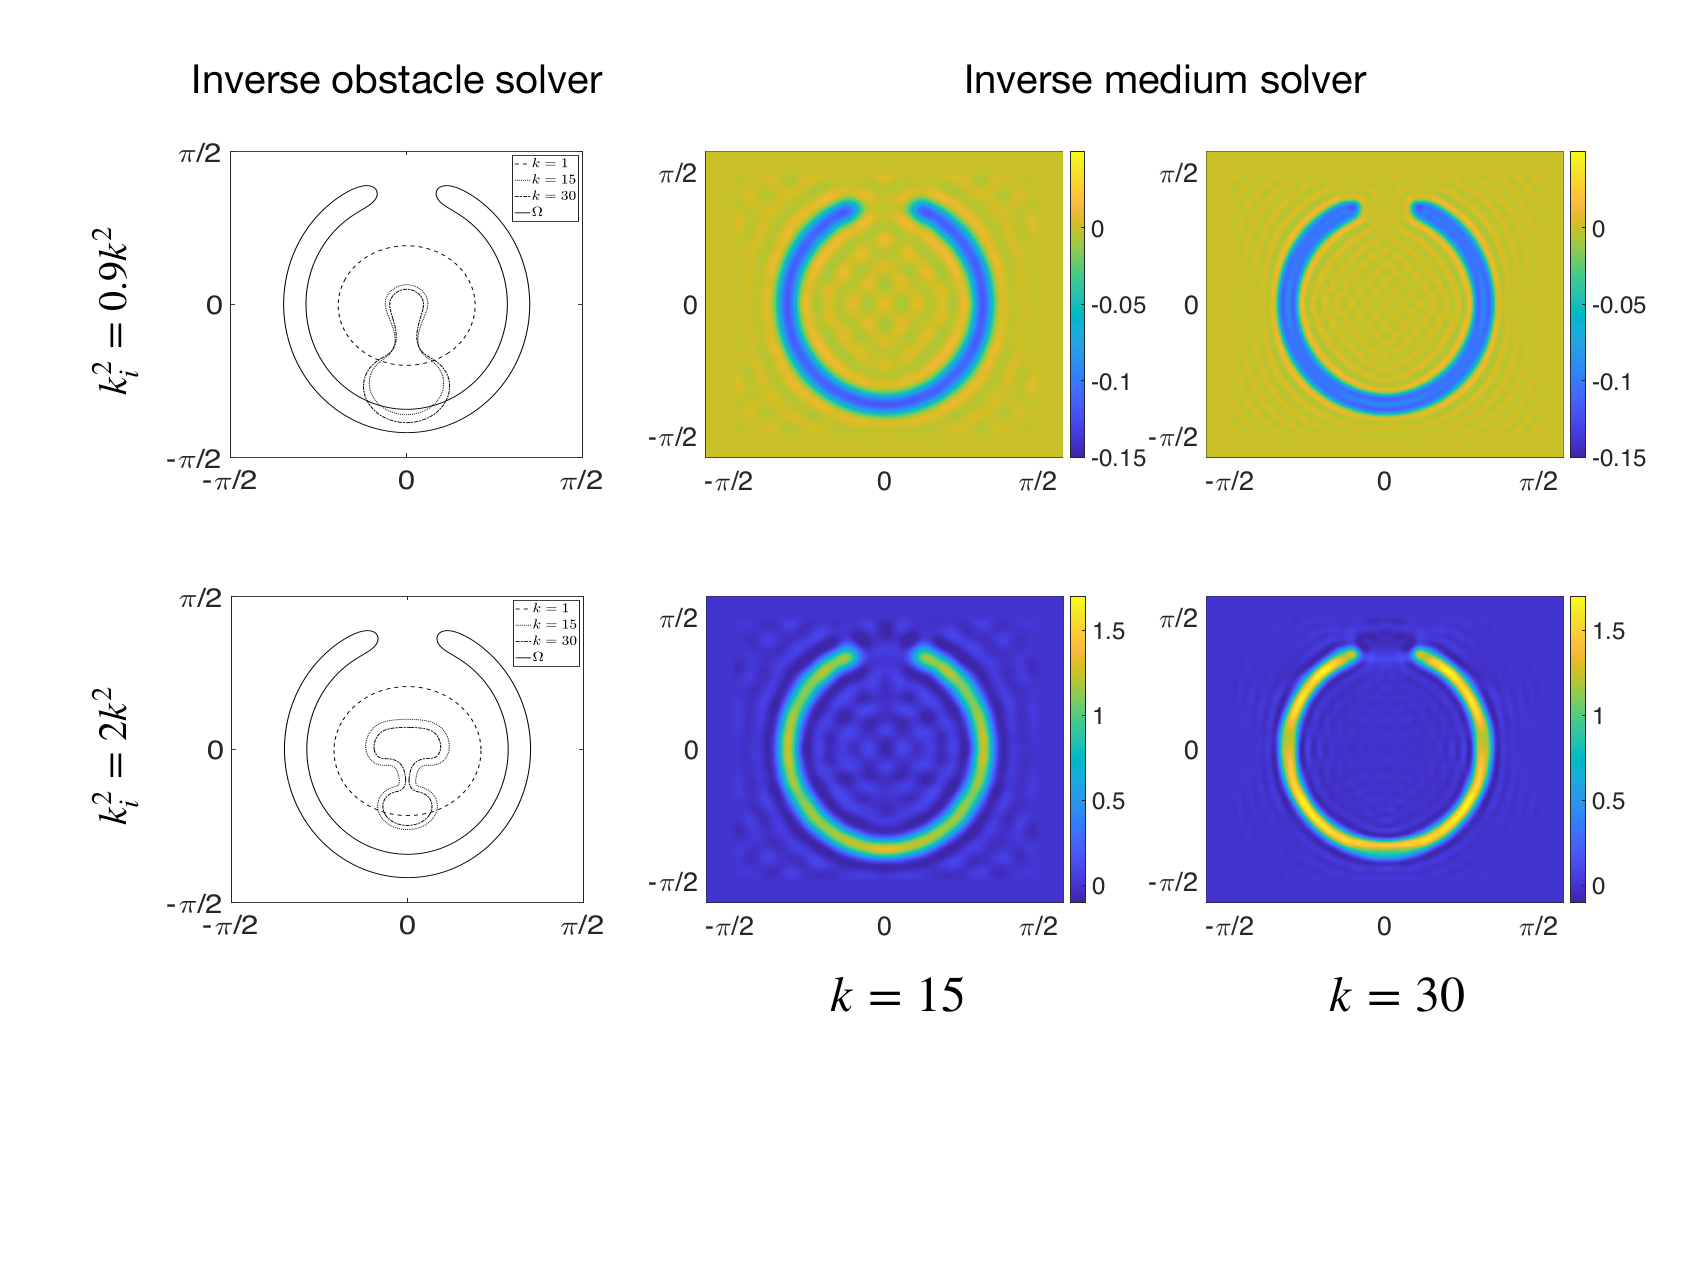 Inverse obstacle solver
Inverse medium solver
k_i^2 = 0.9k^2
π/2
0
-π/2
-π/2
0
π/2
k = 1
k = 15
k = 30
Ω
π/2
0
-π/2
-π/2
0
π/2
0
-0.05
-0.1
-0.15
π/2
0
-π/2
-π/2
0
π/2
0
-0.05
-0.1
-0.15
k_i^2 = 2k^2
π/2
0
-π/2
-π/2
0
π/2
k = 1
k = 15
k = 30
Ω
π/2
0
-π/2
-π/2
0
π/2
1.5
1
0.5
0
π/2
0
-π/2
-π/2
0
π/2
1.5
1
0.5
0
k = 15
k = 30